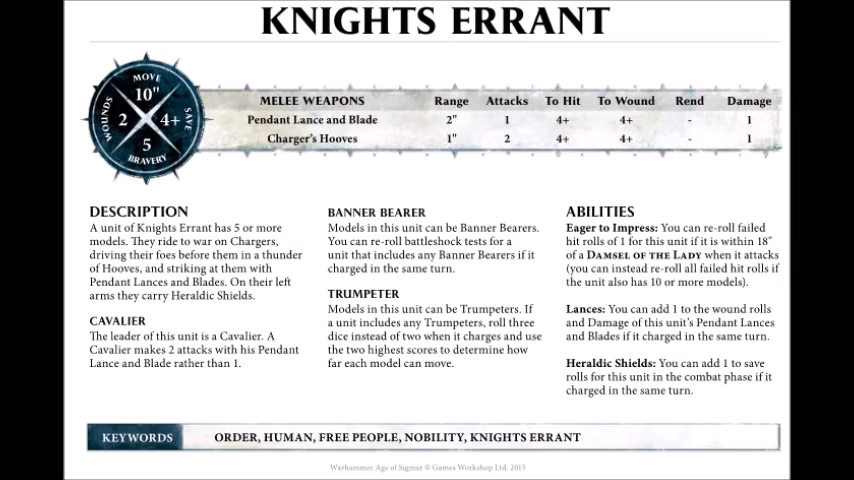 KNIGHTS ERRANT
MOVE
10"
WOUNDS
2
4+
SAVE
5
BRAVERY
MELEE WEAPONS Range Attacks To Hit To Wound Rend Damage
Pendant Lance and Blade 2" 1 4+ 4+ - 1
Charger's Hooves 1" 2 4+ 4+ - 1
DESCRIPTION
A unit of Knights Errant has 5 or more
models. They ride to war on Chargers,
driving their foes before them in a thunder
of Hooves, and striking at them with
Pendant Lances and Blades. On their left
arms they carry Heraldic Shields.
CAVALIER
The leader of this unit is a Cavalier. A
Cavalier makes 2 attacks with his Pendant
Lance and Blade rather than 1.
BANNER BEARER
Models in this unit can be Banner Bearers.
You can re-roll battleshock tests for a
unit that includes any Banner Bearers if it
charged in the same turn.
TRUMPETER
Models in this unit can be Trumpeters. If
a unit includes any Trumpeters, roll three
dice instead of two when it charges and use
the two highest scores to determine how
far each model can move.
ABILITIES
Eager to Impress: You can re-roll failed
hit rolls of 1 for this unit if it is within 18"
of a DAMSEL OF THE LADY when it attacks
(you can instead re-roll all failed hit rolls if
the unit also has 10 or more models).
Lances: You can add 1 to the wound rolls
and Damage of this unit's Pendant Lances
and Blades if it charged in the same turn.
Heraldic Shields: You can add 1 to save
rolls for this unit in the combat phase if it
charged in the same turn.
KEYWORDS ORDER, HUMAN, FREE PEOPLE, NOBILITY, KNIGHTS ERRANT
Warhammer Age of Sigmar © Games Workshop Ltd. 2015